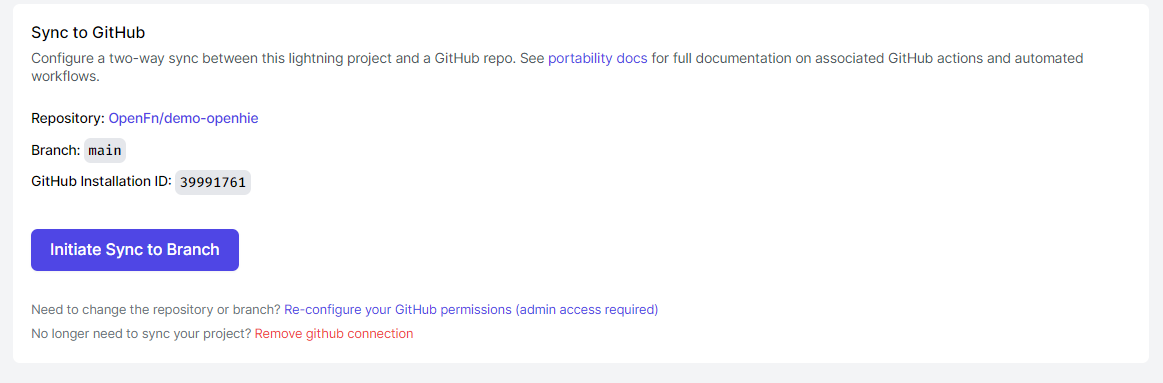 Sync to GitHub
Configure a two-way sync between this lightning project and a GitHub repo. See portability docs for full documentation on associated GitHub actions and automated
workflows.
Repository: OpenFn/demo-openhie
Branch: main
GitHub Installation ID: 39991761
Initiate Sync to Branch
Need to change the repository or branch? Re-configure your GitHub permissions (admin access required)
No longer need to sync your project? Remove github connection